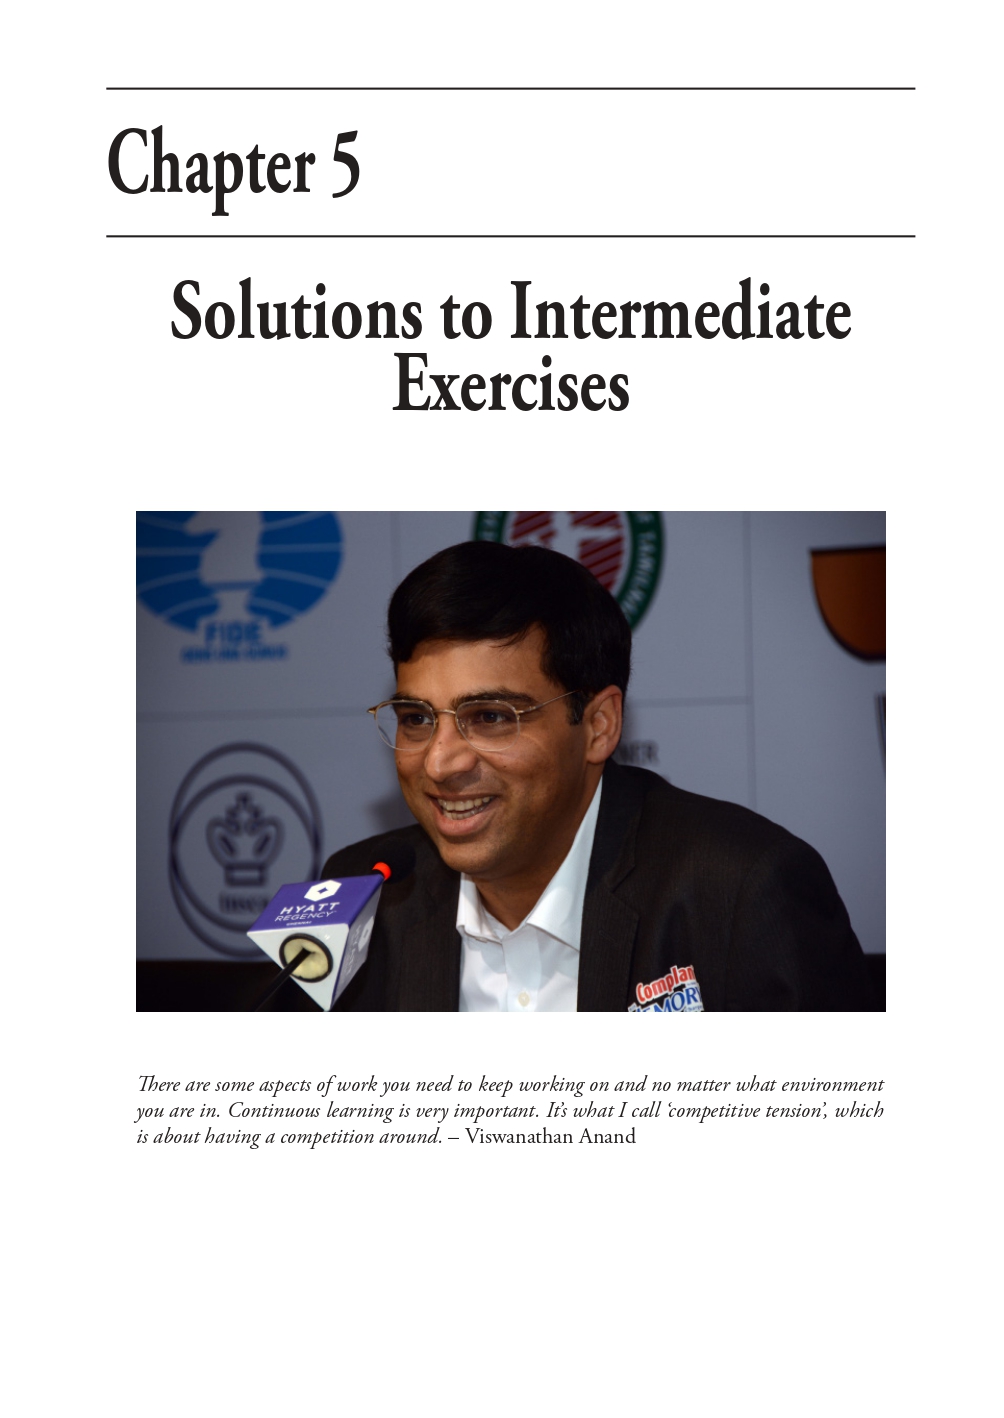 Chapter 5
Solutions to Intermediate
Exercises
FIDE
HYATT
REGENCY
Complan
MEMORY
There are some aspects of work you need to keep working on and no matter what environment
you are in. Continuous learning is very important. It’s what I call ‘competitive tension’, which
is about having a competition around. – Viswanathan Anand